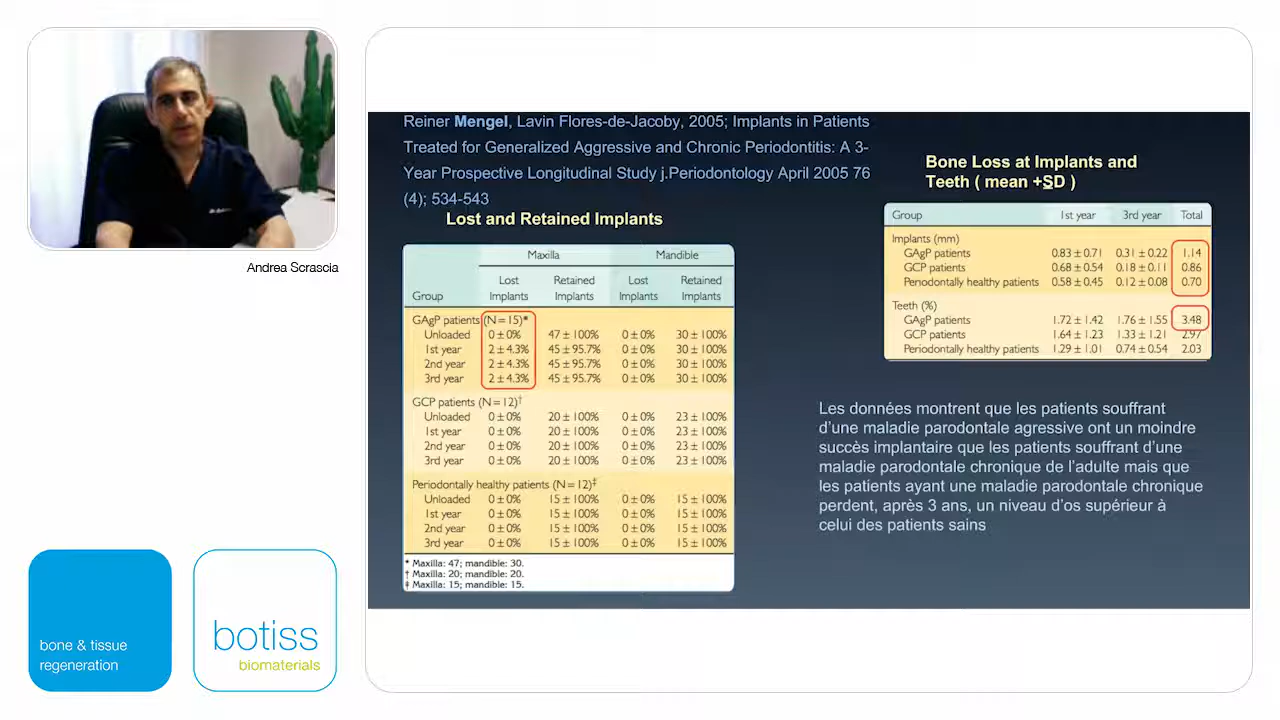 Andrea Scrascia
bone & tissue
regeneration
botiss
biomaterials
Reiner Mengel, Lavin Flores-de-Jacoby, 2005; Implants in Patients
Treated for Generalized Aggressive and Chronic Periodontitis: A 3-
Year Prospective Longitudinal Study j.Periodontology April 2005 76
(4); 534-543
Lost and Retained Implants
Maxilla Mandible
Lost Retained Lost Retained
Group Implants Implants Implants Implants
GAgP patients (N=15)*
Unloaded 0±0% 47±100% 0±0% 30±100%
1st year 2±4.3% 45±95.7% 0±0% 30±100%
2nd year 2±4.3% 45±95.7% 0±0% 30±100%
3rd year 2±4.3% 45±95.7% 0±0% 30±100%
GCP patients (N=12)†
Unloaded 0±0% 20±100% 0±0% 23±100%
1st year 0±0% 20±100% 0±0% 23±100%
2nd year 0±0% 20±100% 0±0% 23±100%
3rd year 0±0% 20±100% 0±0% 23±100%
Periodontally healthy patients (N=12)‡
Unloaded 0±0% 15±100% 0±0% 15±100%
1st year 0±0% 15±100% 0±0% 15±100%
2nd year 0±0% 15±100% 0±0% 15±100%
3rd year 0±0% 15±100% 0±0% 15±100%
* Maxilla: 47; mandible: 30.
† Maxilla: 20; mandible: 20.
‡ Maxilla: 15; mandible: 15.
Bone Loss at Implants and
Teeth ( mean +SD )
Group 1st year 3rd year Total
Implants (mm)
GAgP patients 0.83±0.71 0.31±0.22 1.14
GCP patients 0.68±0.54 0.18±0.11 0.86
Periodontally healthy patients 0.58±0.45 0.12±0.08 0.70
Teeth (%)
GAgP patients 1.72±1.42 1.76±1.55 3.48
GCP patients 1.64±1.23 1.33±1.21 2.97
Periodontally healthy patients 1.29±1.01 0.74±0.54 2.03
Les données montrent que les patients souffrant
d'une maladie parodontale agressive ont un moindre
succès implantaire que les patients souffrant d'une
maladie parodontale chronique de l'adulte mais que
les patients ayant une maladie parodontale chronique
perdent, après 3 ans, un niveau d'os supérieur à
celui des patients sains